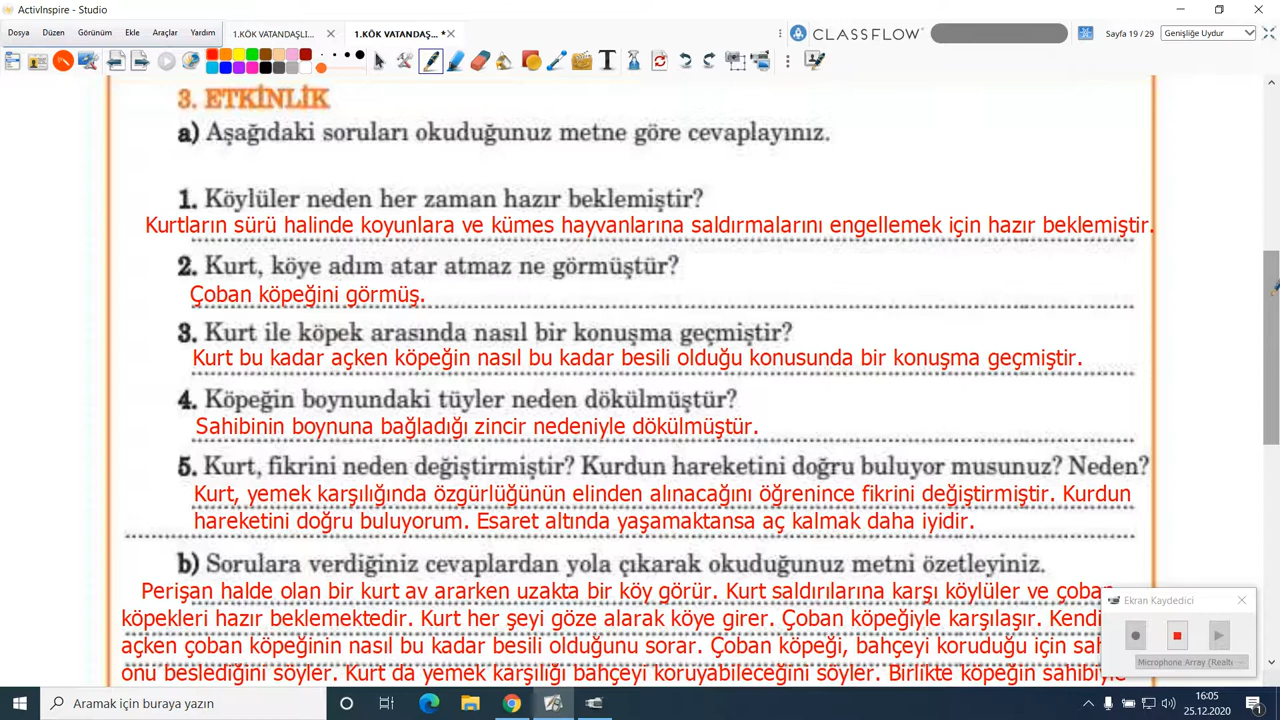 ActivInspire - Studio
Dosya Düzen Görünüm Ekle Araçlar Yardım
1.KÖK VATANDAŞLI...
1.KÖK VATANDAŞ... *
CLASSFLOW
Sayfa 19 / 29
Genişliğe Uydur
3. ETKİNLİK
a) Aşağıdaki soruları okuduğunuz metne göre cevaplayınız.
1. Köylüler neden her zaman hazır beklemiştir?
Kurtların sürü halinde koyunlara ve kümes hayvanlarına saldırmalarını engellemek için hazır beklemiştir.
2. Kurt, köye adım atar atmaz ne görmüştür?
Çoban köpeğini görmüş.
3. Kurt ile köpek arasında nasıl bir konuşma geçmiştir?
Kurt bu kadar açken köpeğin nasıl bu kadar besili olduğu konusunda bir konuşma geçmiştir.
4. Köpeğin boynundaki tüyler neden dökülmüştür?
Sahibinin boynuna bağladığı zincir nedeniyle dökülmüştür.
5. Kurt, fikrini neden değiştirmiştir? Kurdun hareketini doğru buluyor musunuz? Neden?
Kurt, yemek karşılığında özgürlüğünün elinden alınacağını öğrenince fikrini değiştirmiştir. Kurdun
hareketini doğru buluyorum. Esaret altında yaşamaktansa aç kalmak daha iyidir.
b) Sorulara verdiğiniz cevaplardan yola çıkarak okuduğunuz metni özetleyiniz.
Perişan halde olan bir kurt av ararken uzakta bir köy görür. Kurt saldırılarına karşı köylüler ve çoban
köpekleri hazır beklemektedir. Kurt her şeyi göze alarak köye girer. Çoban köpeğiyle karşılaşır. Kendi
açken çoban köpeğinin nasıl bu kadar besili olduğunu sorar. Çoban köpeği, bahçeyi koruduğu için sah
onu beslediğini söyler. Kurt da yemek karşılığı bahçeyi koruyabileceğini söyler. Birlikte köpeğin sahibiyle
Ekran Kaydedici
Microphone Array (Realte
Aramak için buraya yazın
16:05
25.12.2020
1